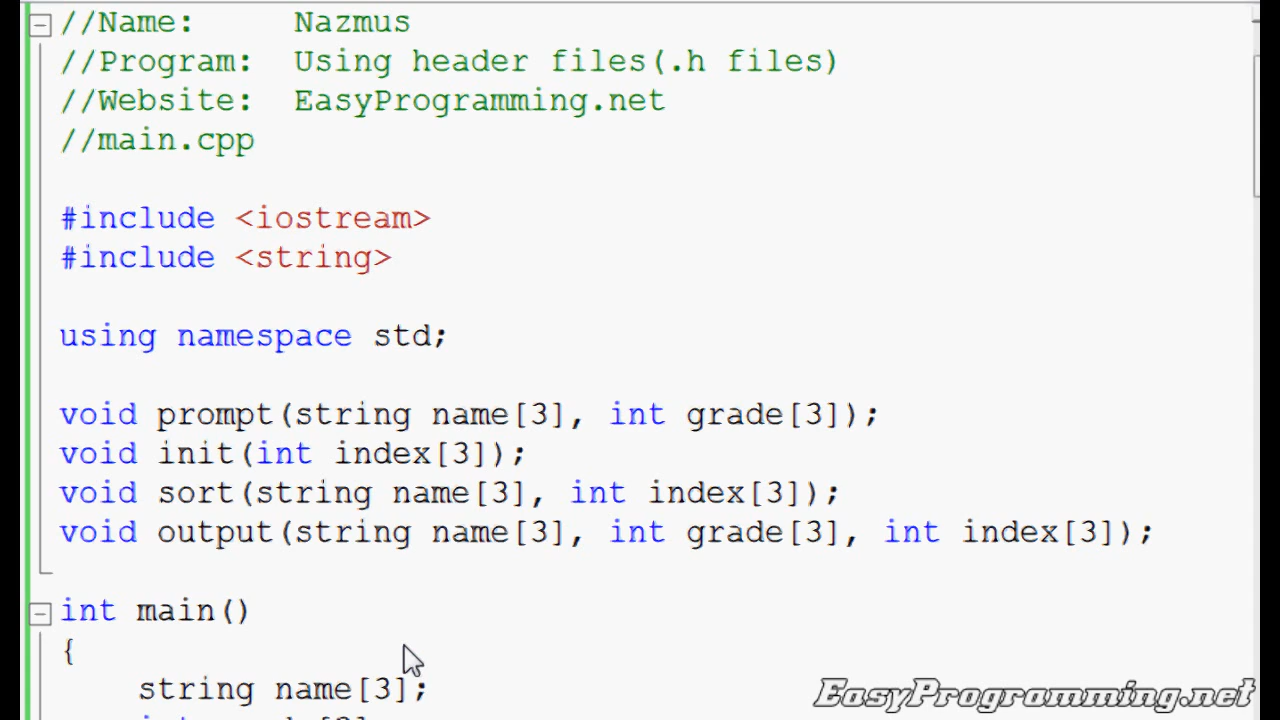 //Name:     Nazmus
//Program:  Using header files(.h files)
//Website:  EasyProgramming.net
//main.cpp
#include <iostream>
#include <string>
using namespace std;
void prompt(string name[3], int grade[3]);
void init(int index[3]);
void sort(string name[3], int index[3]);
void output(string name[3], int grade[3], int index[3]);
int main()
{
string name[3];
EasyProgramming.net